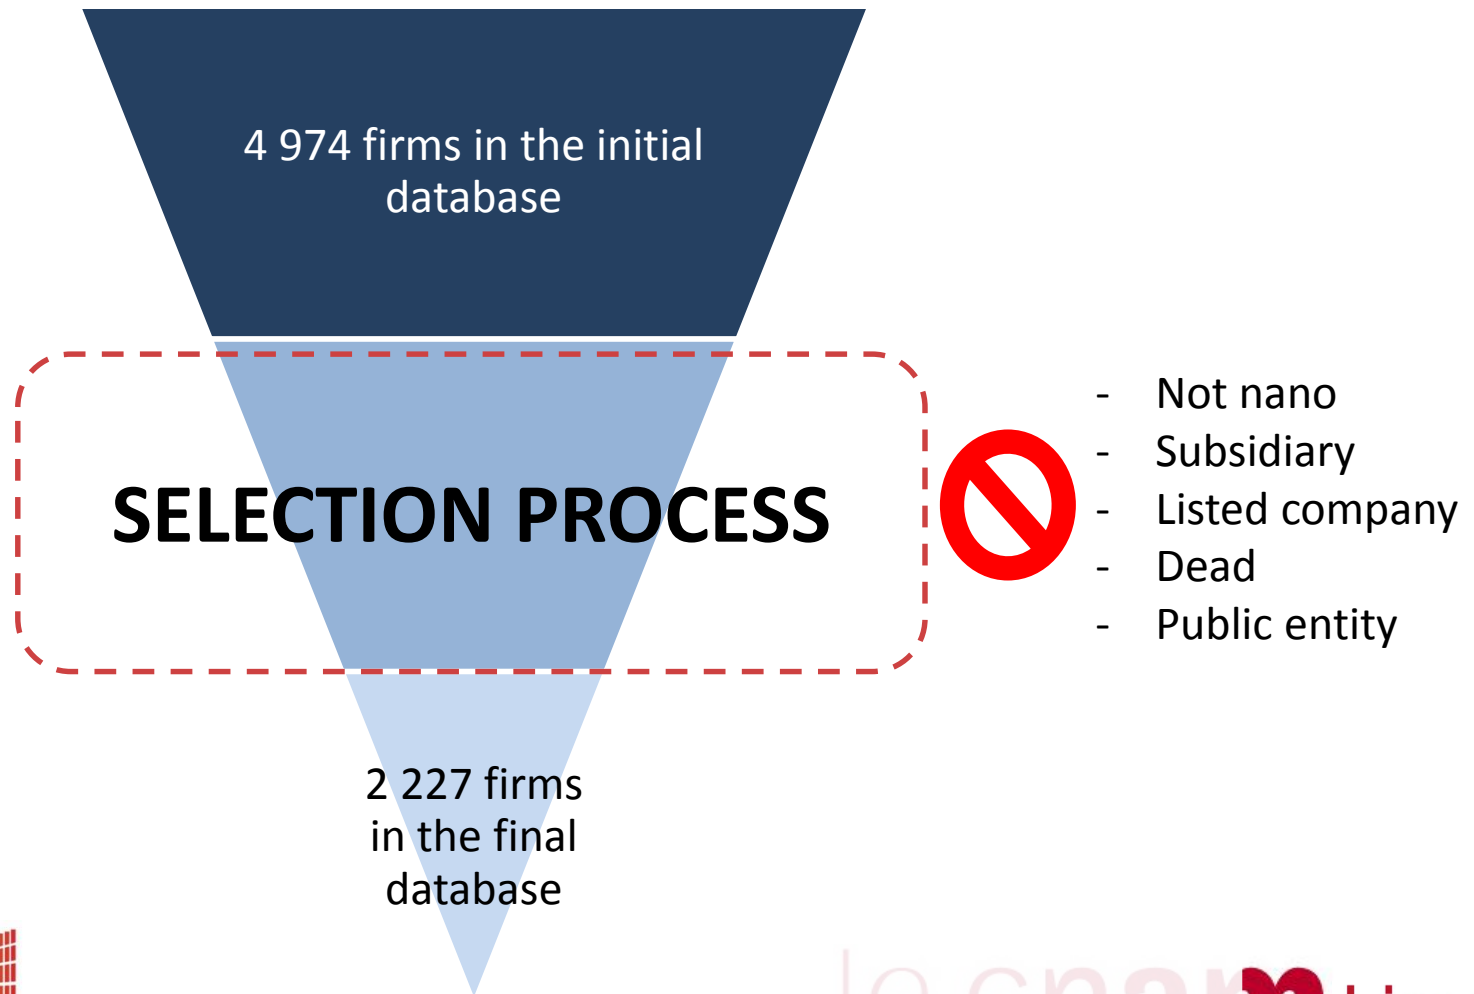 4 974 firms in the initial
database
SELECTION PROCESS
- Not nano
- Subsidiary
- Listed company
- Dead
- Public entity
2 227 firms
in the final
database